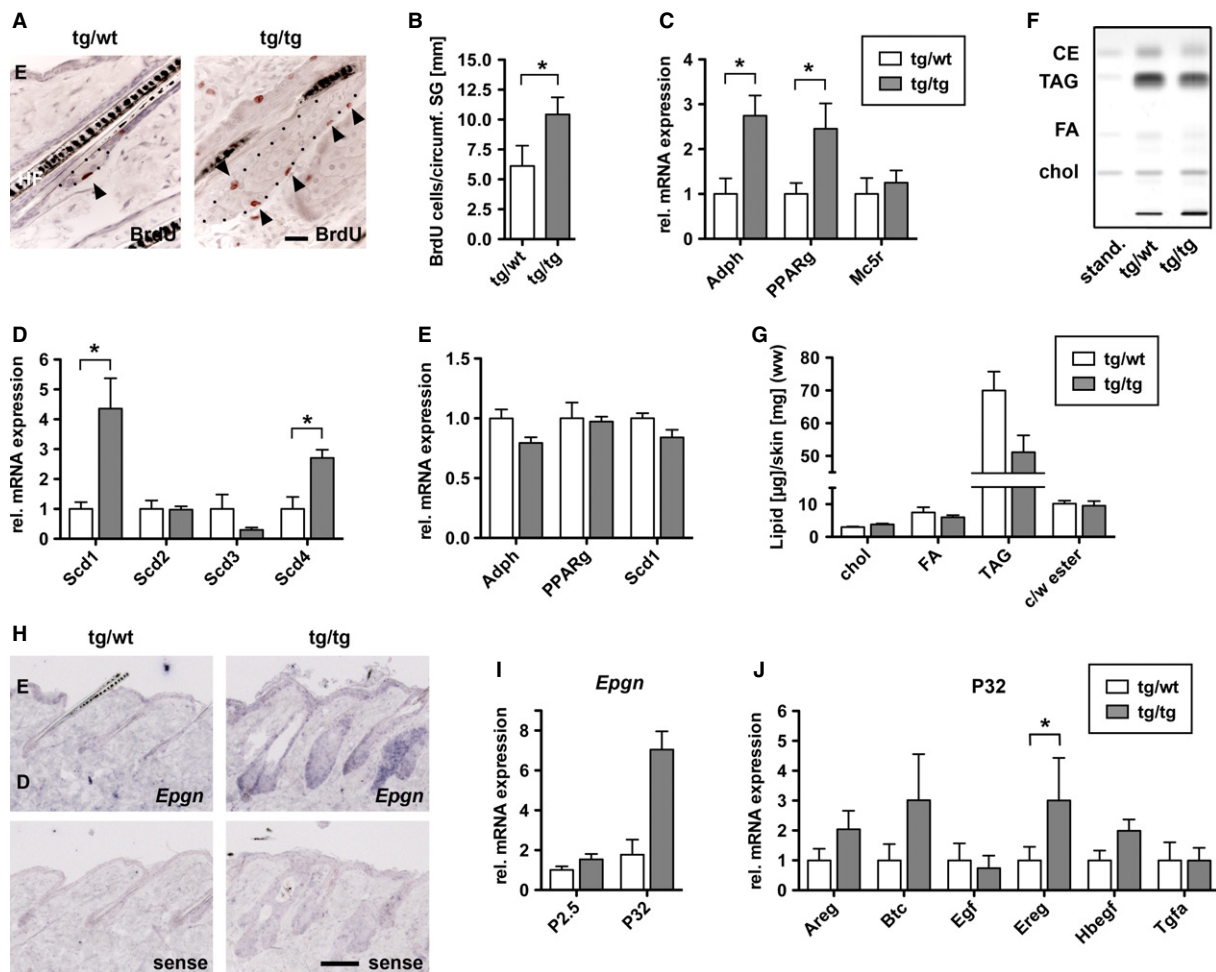 A
tg/wt
tg/tg
E
HF
BrdU
BrdU
B
BrdU cells/circumf. SG [mm]
15.0
12.5
10.0
7.5
5.0
2.5
0.0
*
tg/wt
tg/tg
C
rel. mRNA expression
4
3
2
1
0
*
*
Adph
PPARg
Mc5r
tg/wt
tg/tg
F
CE
TAG
FA
chol
stand.
tg/wt
tg/tg
D
rel. mRNA expression
6
5
4
3
2
1
0
*
*
Scd1
Scd2
Scd3
Scd4
E
rel. mRNA expression
1.5
1.0
0.5
0.0
Adph
PPARg
Scd1
G
Lipid [µg]/skin [mg] (ww)
80
70
60
50
10
0
chol
FA
TAG
c/w ester
tg/wt
tg/tg
H
tg/wt
tg/tg
E
D
Epgn
Epgn
sense
sense
I
Epgn
rel. mRNA expression
8
6
4
2
0
P2.5
P32
J
P32
rel. mRNA expression
5
4
3
2
1
0
*
Areg
Btc
Egf
Ereg
Hbegf
Tgfa
tg/wt
tg/tg